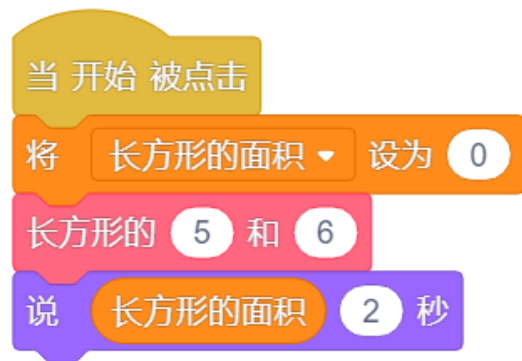 当 开始 被点击
将 长方形的面积 设为 0
长方形的 5 和 6
说 长方形的面积 2 秒